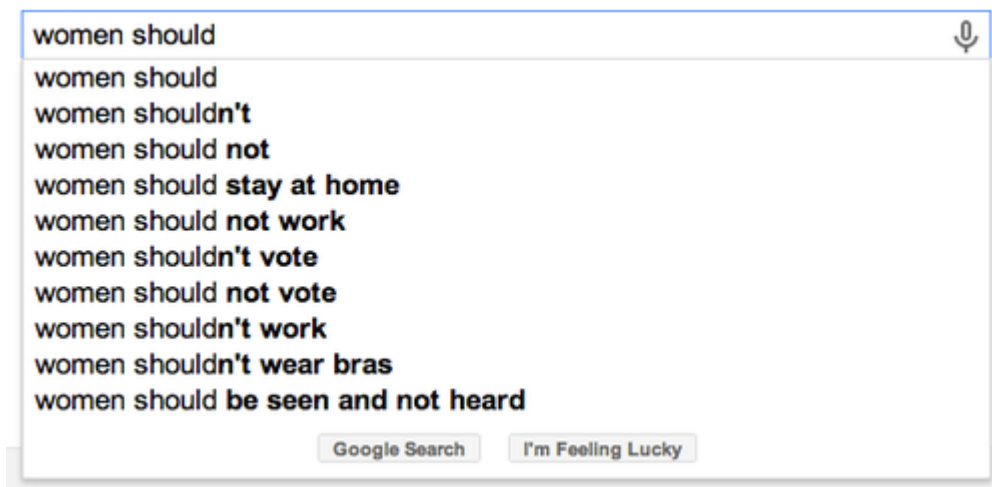 women should
women should
women shouldn't
women should not
women should stay at home
women should not work
women shouldn't vote
women should not vote
women shouldn't work
women shouldn't wear bras
women should be seen and not heard
Google Search I'm Feeling Lucky